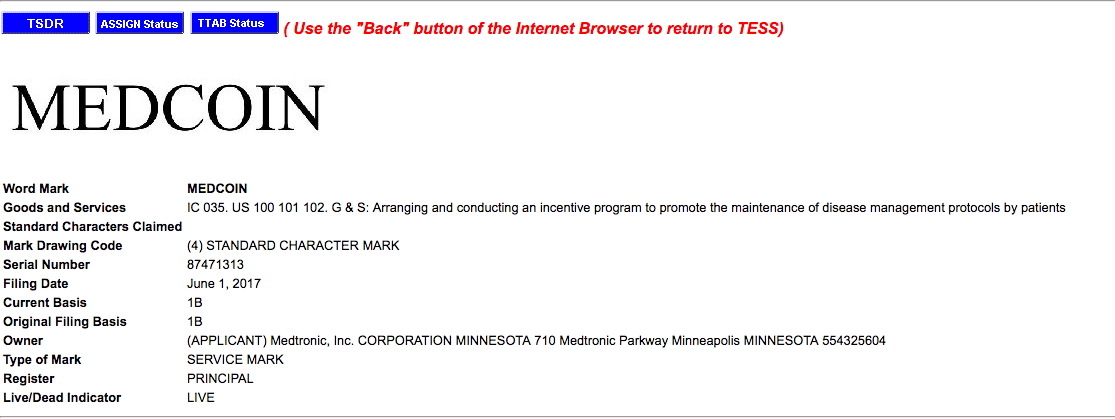 TSDR ASSIGN Status TTAB Status ( Use the "Back" button of the Internet Browser to return to TESS)
MEDCOIN
Word Mark MEDCOIN
Goods and Services IC 035. US 100 101 102. G & S: Arranging and conducting an incentive program to promote the maintenance of disease management protocols by patients
Standard Characters Claimed
Mark Drawing Code (4) STANDARD CHARACTER MARK
Serial Number 87471313
Filing Date June 1, 2017
Current Basis 1B
Original Filing Basis 1B
Owner (APPLICANT) Medtronic, Inc. CORPORATION MINNESOTA 710 Medtronic Parkway Minneapolis MINNESOTA 554325604
Type of Mark SERVICE MARK
Register PRINCIPAL
Live/Dead Indicator LIVE